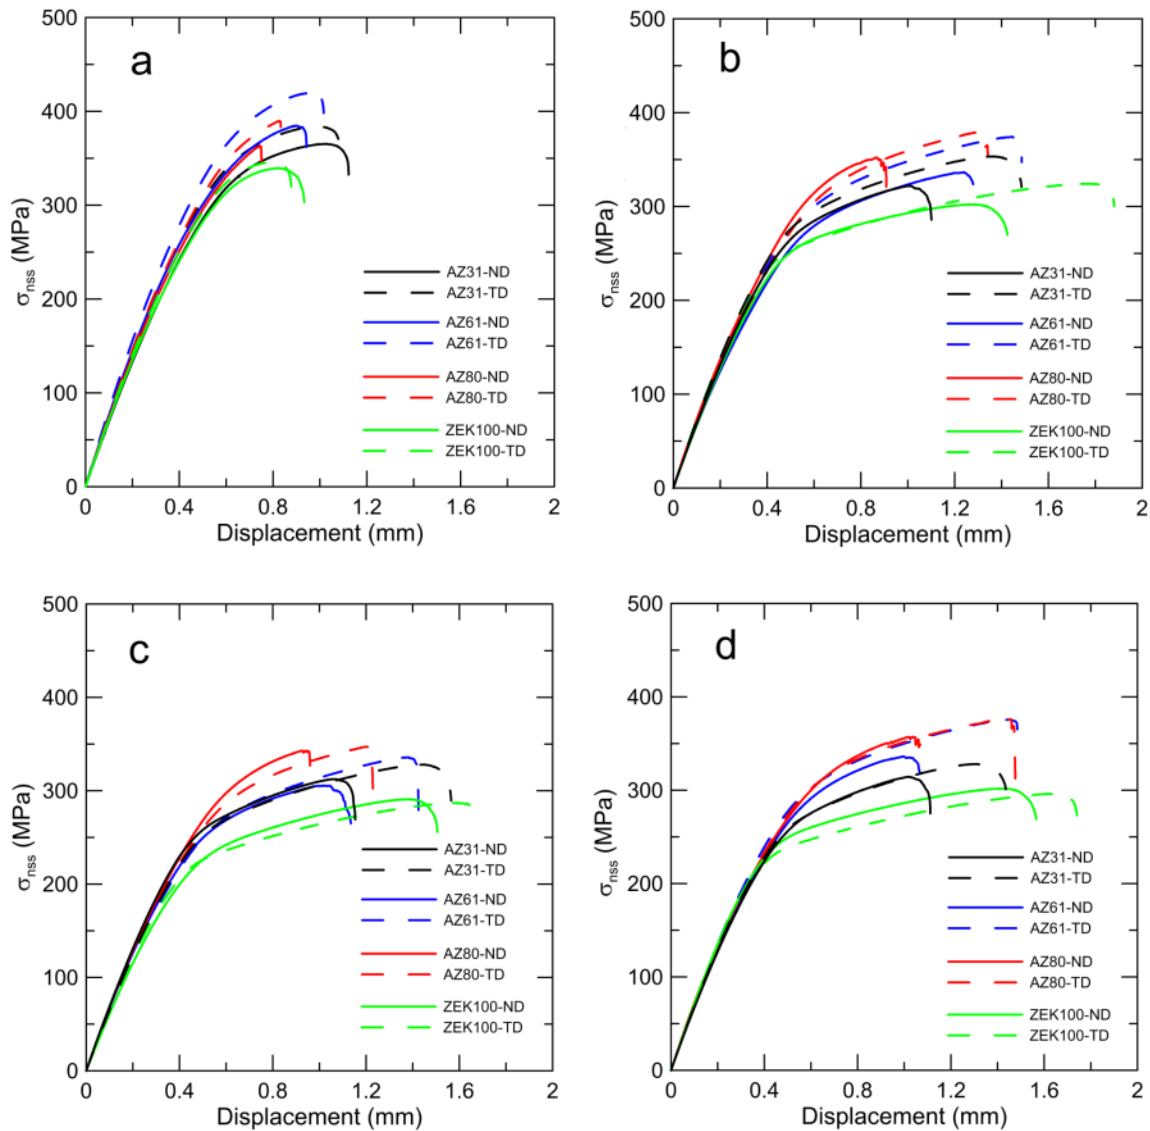 500
400
300
200
100
0
σnss (MPa)
a
AZ31-ND
AZ31-TD
AZ61-ND
AZ61-TD
AZ80-ND
AZ80-TD
ZEK100-ND
ZEK100-TD
0 0.4 0.8 1.2 1.6 2
Displacement (mm)
500
400
300
200
100
0
σnss (MPa)
b
AZ31-ND
AZ31-TD
AZ61-ND
AZ61-TD
AZ80-ND
AZ80-TD
ZEK100-ND
ZEK100-TD
0 0.4 0.8 1.2 1.6 2
Displacement (mm)
500
400
300
200
100
0
σnss (MPa)
c
AZ31-ND
AZ31-TD
AZ61-ND
AZ61-TD
AZ80-ND
AZ80-TD
ZEK100-ND
ZEK100-TD
0 0.4 0.8 1.2 1.6 2
Displacement (mm)
500
400
300
200
100
0
σnss (MPa)
d
AZ31-ND
AZ31-TD
AZ61-ND
AZ61-TD
AZ80-ND
AZ80-TD
ZEK100-ND
ZEK100-TD
0 0.4 0.8 1.2 1.6 2
Displacement (mm)